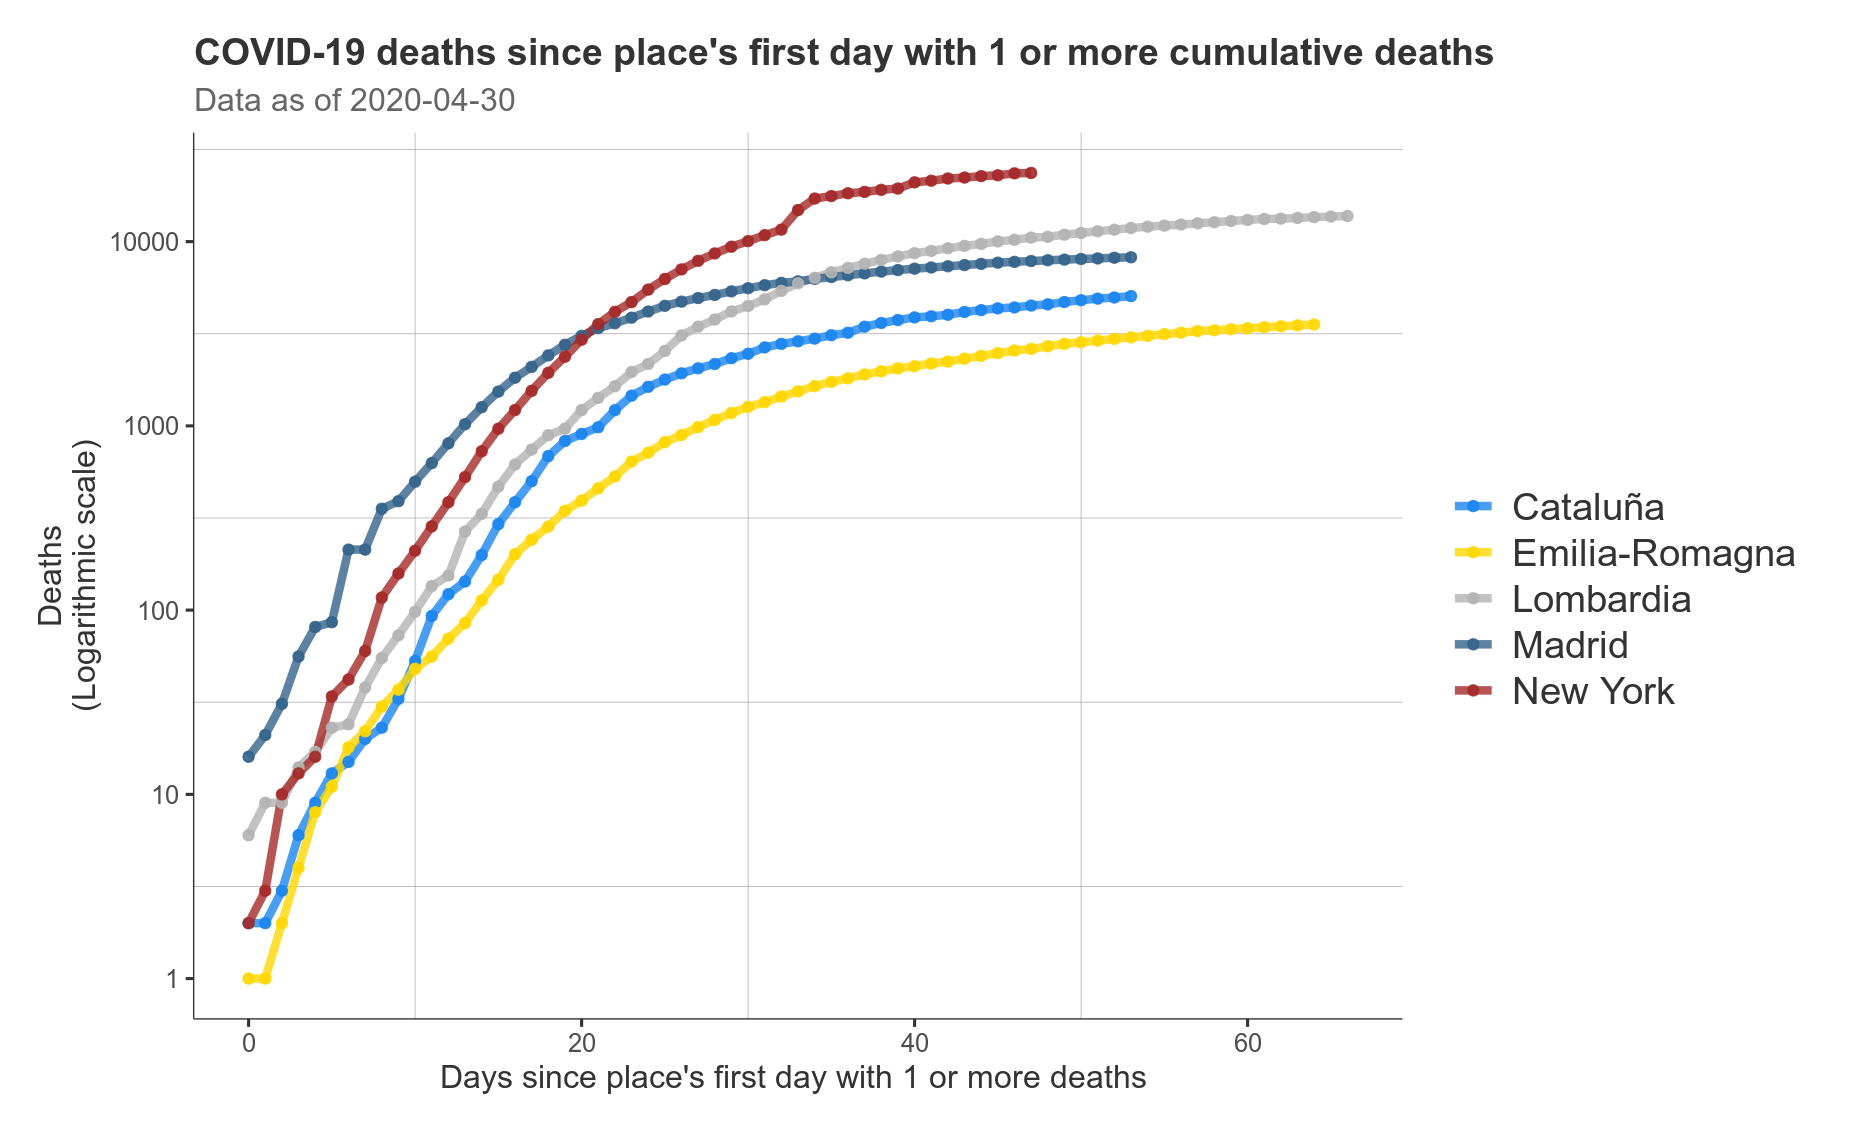 COVID-19 deaths since place's first day with 1 or more cumulative deaths
Data as of 2020-04-30
Deaths
(Logarithmic scale)
10000
1000
100
10
1
0
20
40
60
Days since place's first day with 1 or more deaths
Cataluña
Emilia-Romagna
Lombardia
Madrid
New York